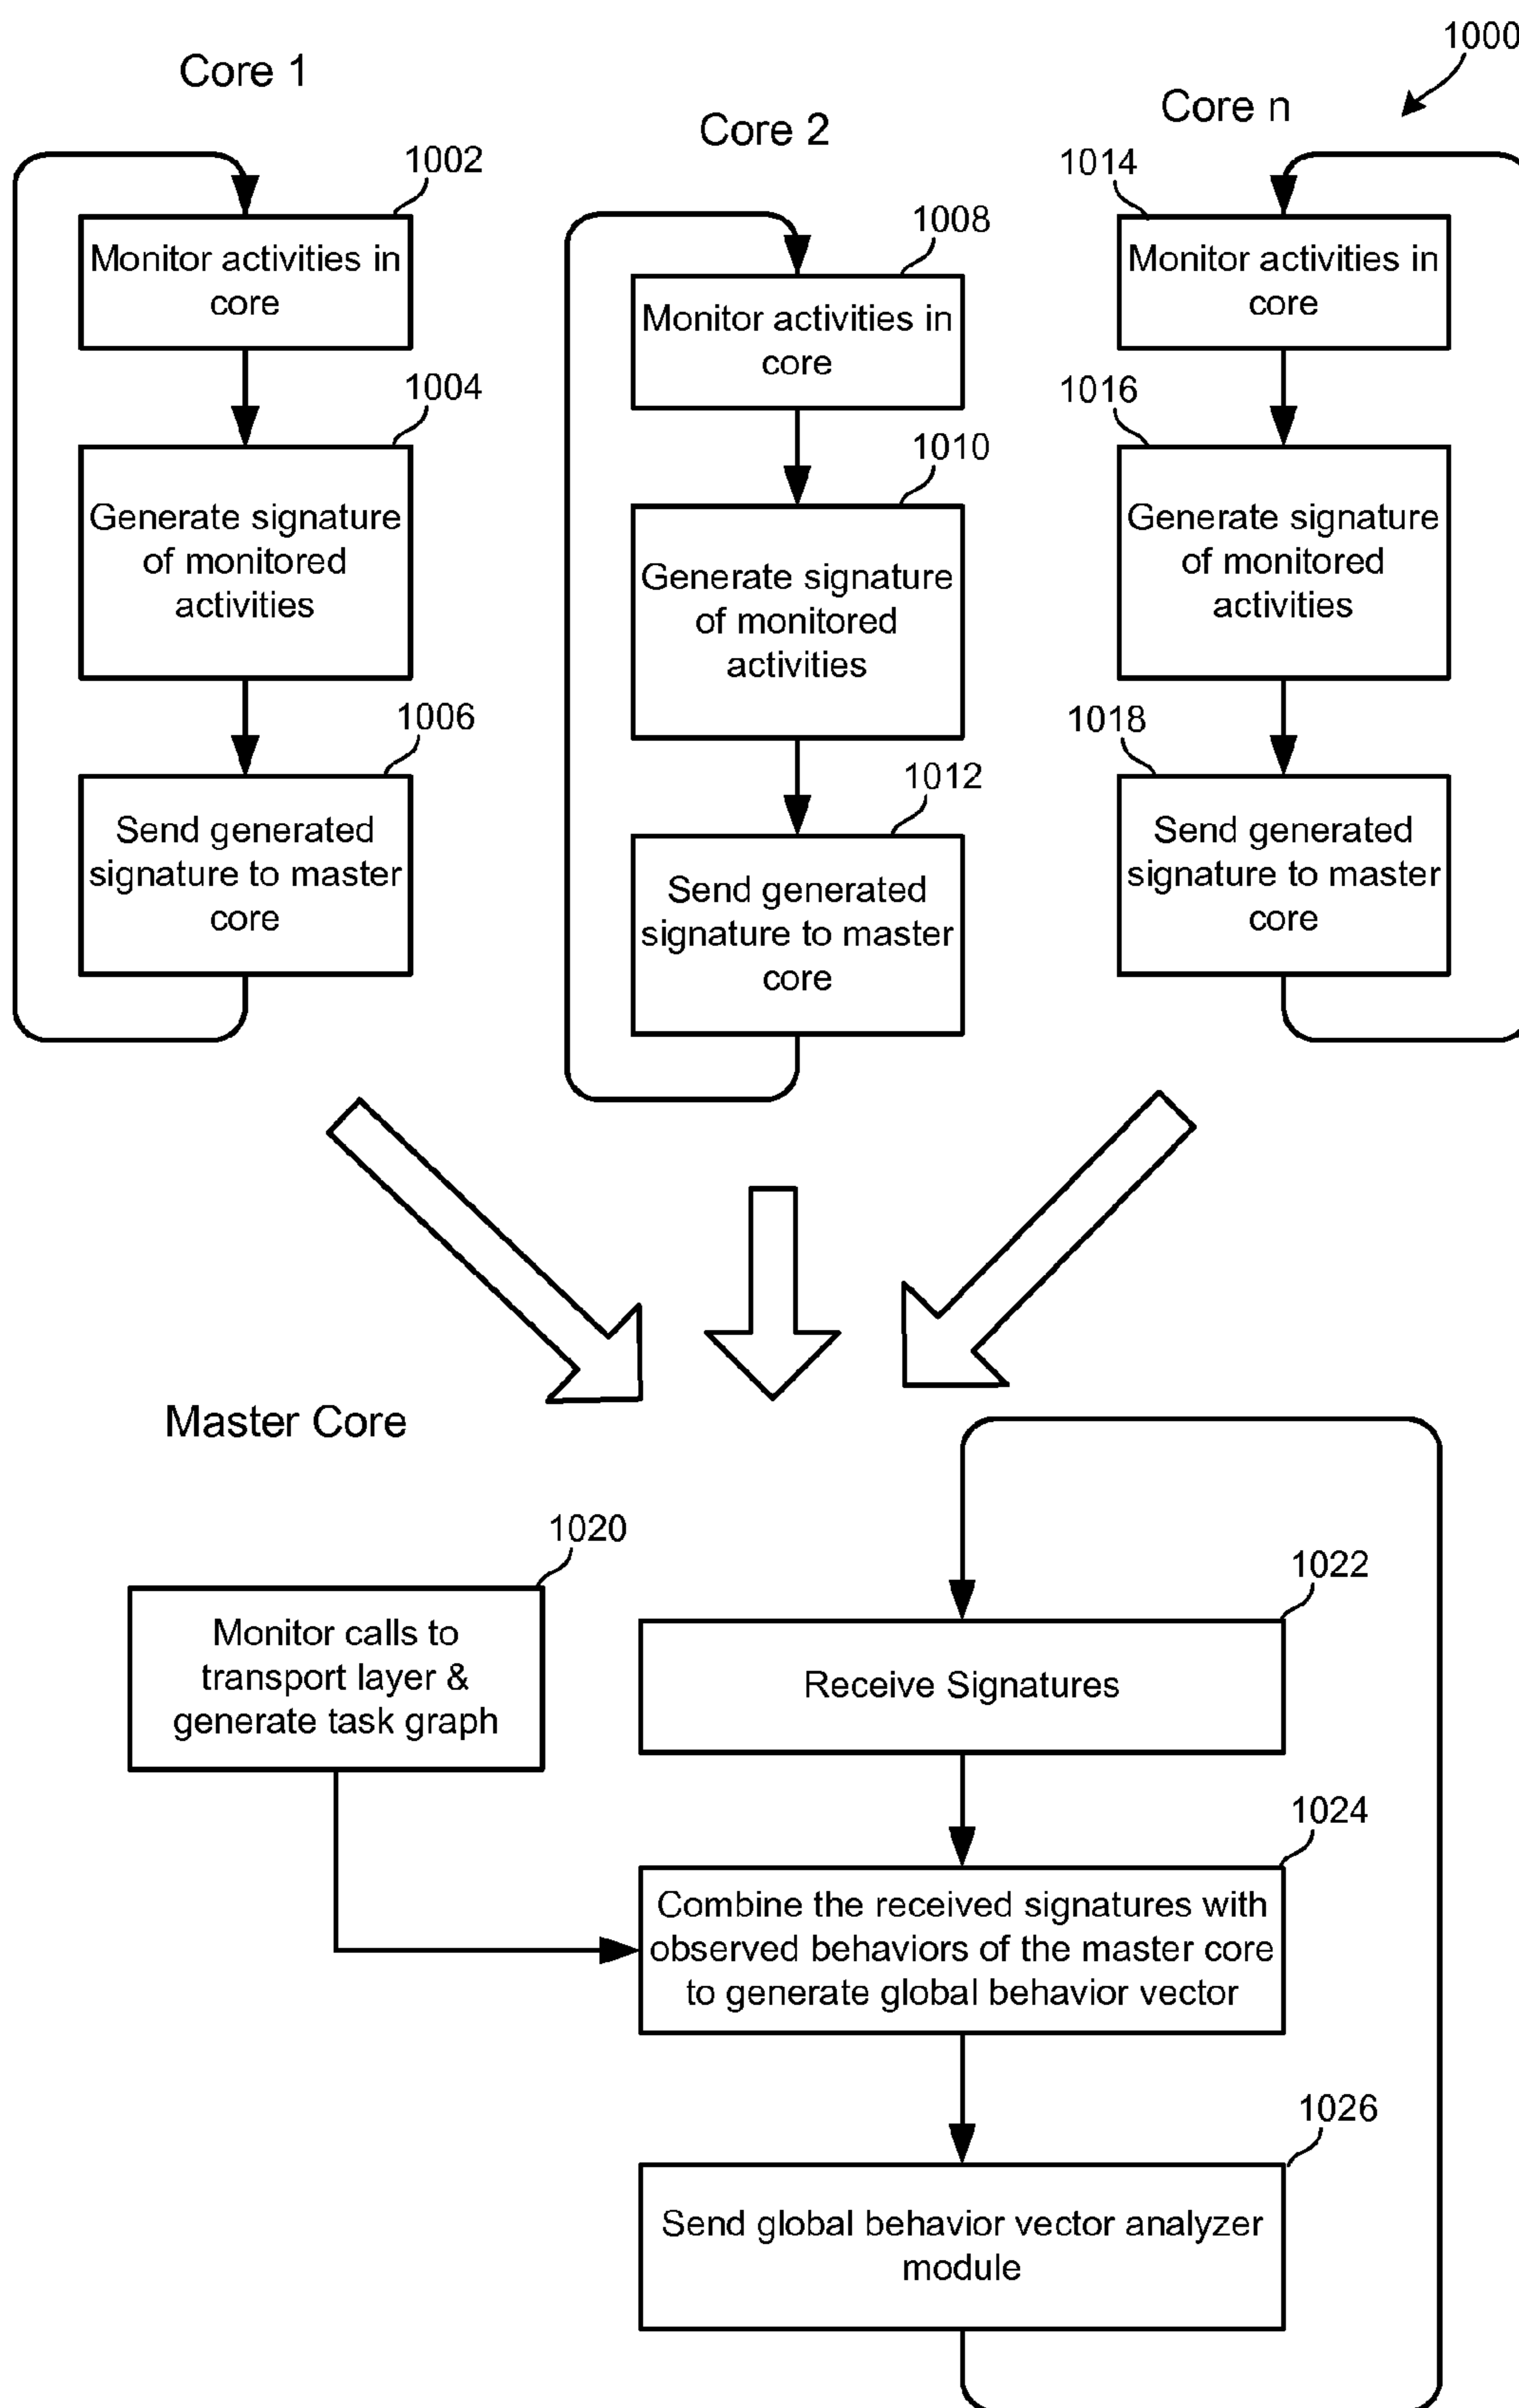 1000
Core 1
1002
Monitor activities in
core
1004
Generate signature
of monitored
activities
1006
Send generated
signature to master
core
Core 2
1008
Monitor activities in
core
1010
Generate signature
of monitored
activities
1012
Send generated
signature to master
core
Core n
1014
Monitor activities in
core
1016
Generate signature
of monitored
activities
1018
Send generated
signature to master
core
Master Core
1020
Monitor calls to
transport layer &
generate task graph
1022
Receive Signatures
1024
Combine the received signatures with
observed behaviors of the master core
to generate global behavior vector
1026
Send global behavior vector analyzer
module